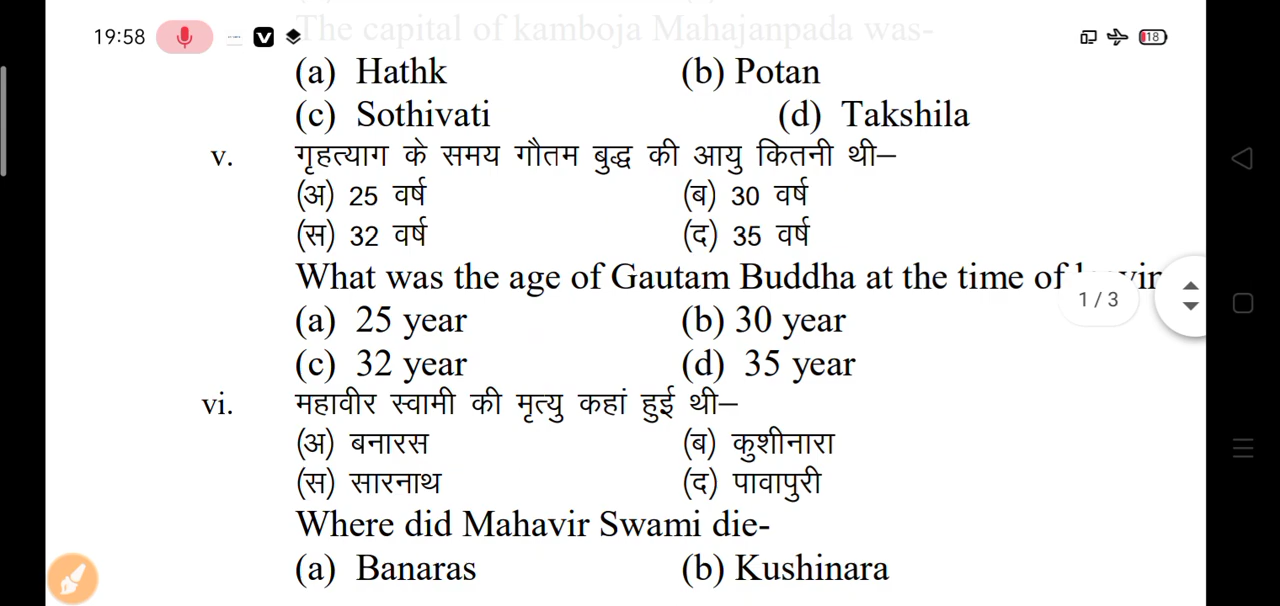 19:58
18
The capital of kamboja Mahajanpada was-
(a) Hathk (b) Potan
(c) Sothivati (d) Takshila
v. गृहत्याग के समय गौतम बुद्ध की आयु कितनी थी–
(अ) 25 वर्ष (ब) 30 वर्ष
(स) 32 वर्ष (द) 35 वर्ष
What was the age of Gautam Buddha at the time of
1 / 3
(a) 25 year (b) 30 year
(c) 32 year (d) 35 year
vi. महावीर स्वामी की मृत्यु कहां हुई थी–
(अ) बनारस (ब) कुशीनारा
(स) सारनाथ (द) पावापुरी
Where did Mahavir Swami die-
(a) Banaras (b) Kushinara